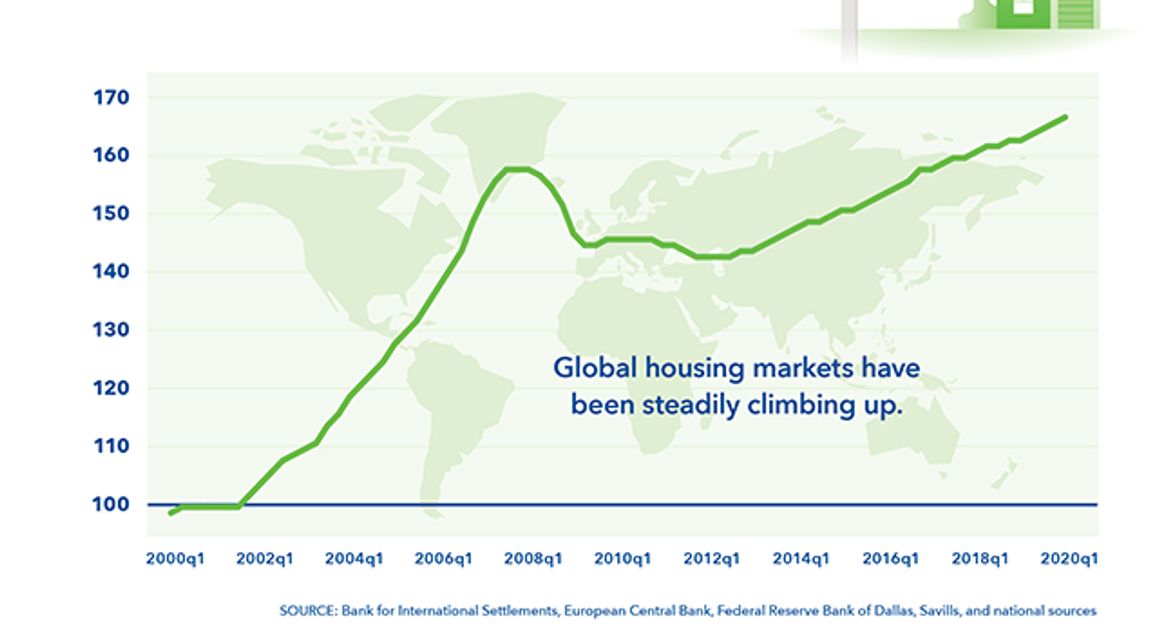 170
160
150
140
130
120
110
100
Global housing markets have
been steadily climbing up.
2000q1 2002q1 2004q1 2006q1 2008q1 2010q1 2012q1 2014q1 2016q1 2018q1 2020q1
SOURCE: Bank for International Settlements, European Central Bank, Federal Reserve Bank of Dallas, Savills, and national sources